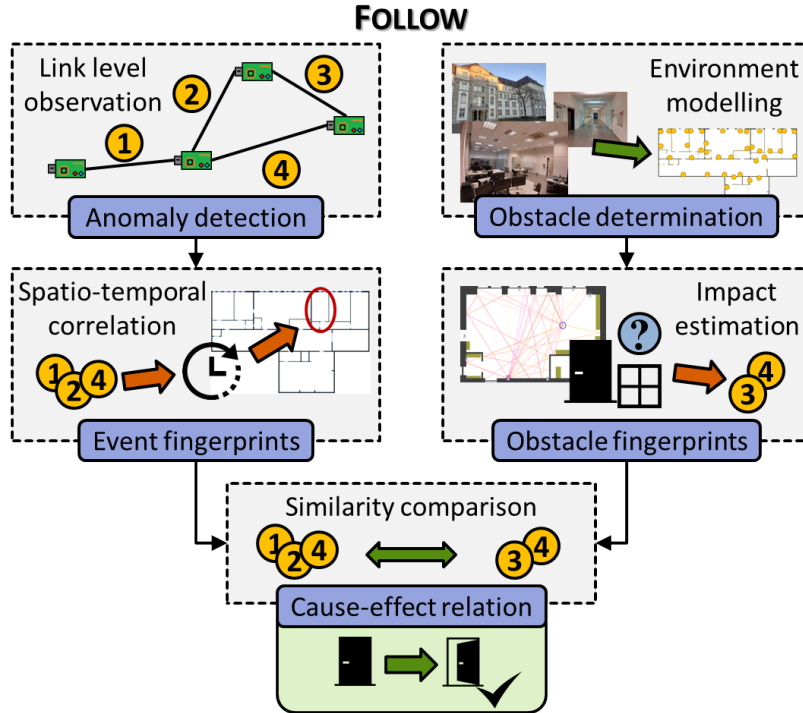 FOLLOW
Link level
observation
1
2
3
4
Anomaly detection
Environment
modelling
Obstacle determination
Spatio-temporal
correlation
1
2
4
Event fingerprints
Impact
estimation
?
4
3
Obstacle fingerprints
Similarity comparison
1
2
4
3
4
Cause-effect relation